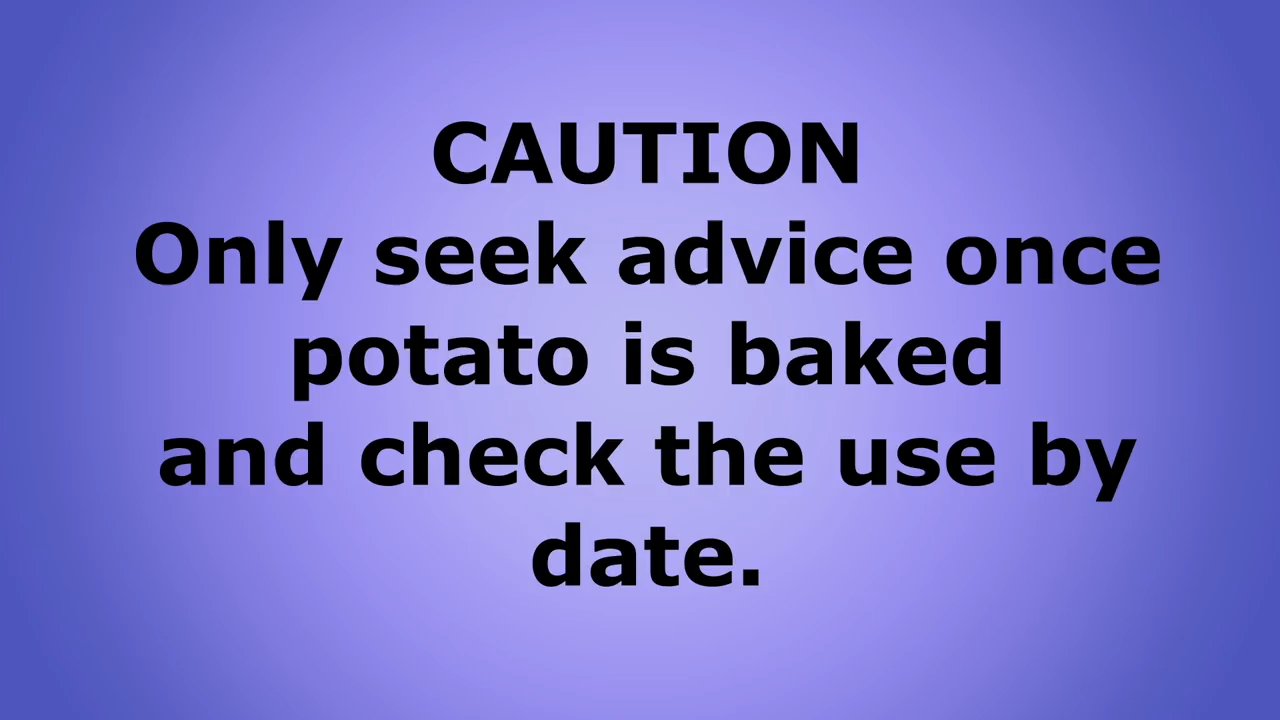 CAUTION
Only seek advice once
potato is baked
and check the use by
date.